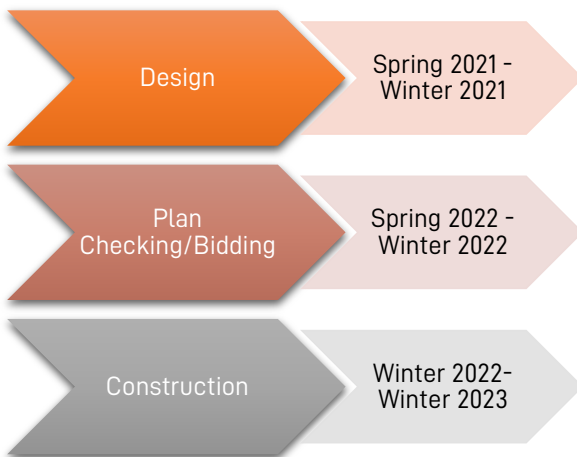 Design
Spring 2021 -
Winter 2021
Plan
Checking/Bidding
Spring 2022 -
Winter 2022
Construction
Winter 2022-
Winter 2023